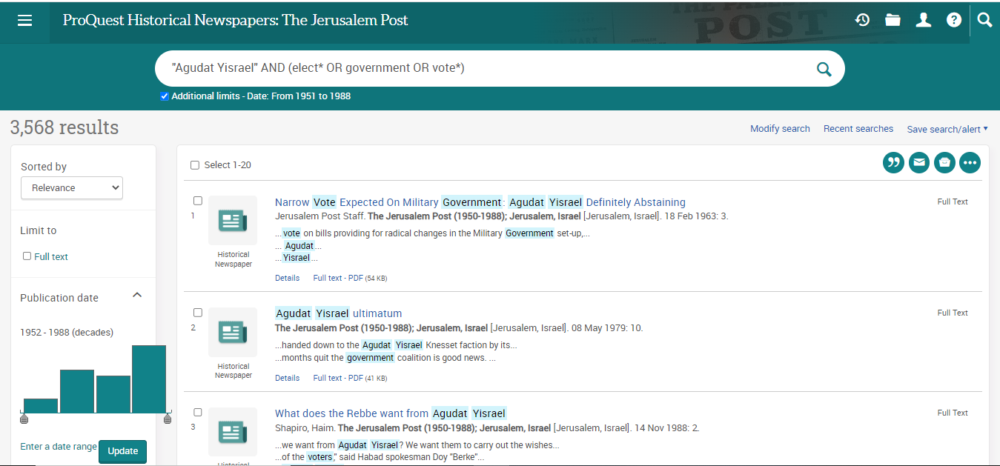 ProQuest Historical Newspapers: The Jerusalem Post
"Agudat Yisrael" AND (elect* OR government OR vote*)
Additional limits - Date: From 1951 to 1988
3,568 results
Modify search
Recent searches
Save search/alert
Sorted by
Relevance
Limit to
Full text
Publication date
1952 - 1988 (decades)
Enter a date range
Update
Select 1-20
1
Historical
Newspaper
Narrow Vote Expected On Military Government: Agudat Yisrael Definitely Abstaining
Full Text
Jerusalem Post Staff. The Jerusalem Post (1950-1988); Jerusalem, Israel [Jerusalem, Israel]. 18 Feb 1963: 3.
...vote on bills providing for radical changes in the Military Government set-up,...
... Agudat...
...Yisrael...
Details Full text - PDF (54 KB)
2
Historical
Newspaper
Agudat Yisrael ultimatum
Full Text
The Jerusalem Post (1950-1988); Jerusalem, Israel [Jerusalem, Israel]. 08 May 1979: 10.
...handed down to the Agudat Yisrael Knesset faction by its...
...months quit the government coalition is good news. ...
Details Full text - PDF (41 KB)
3
Historical
What does the Rebbe want from Agudat Yisrael
Full Text
Shapiro, Haim. The Jerusalem Post (1950-1988); Jerusalem, Israel [Jerusalem, Israel]. 14 Nov 1988: 2.
...we want from Agudat Yisrael? We want them to carry out the wishes...
...of the voters," said Habad spokesman Doy "Berke"...